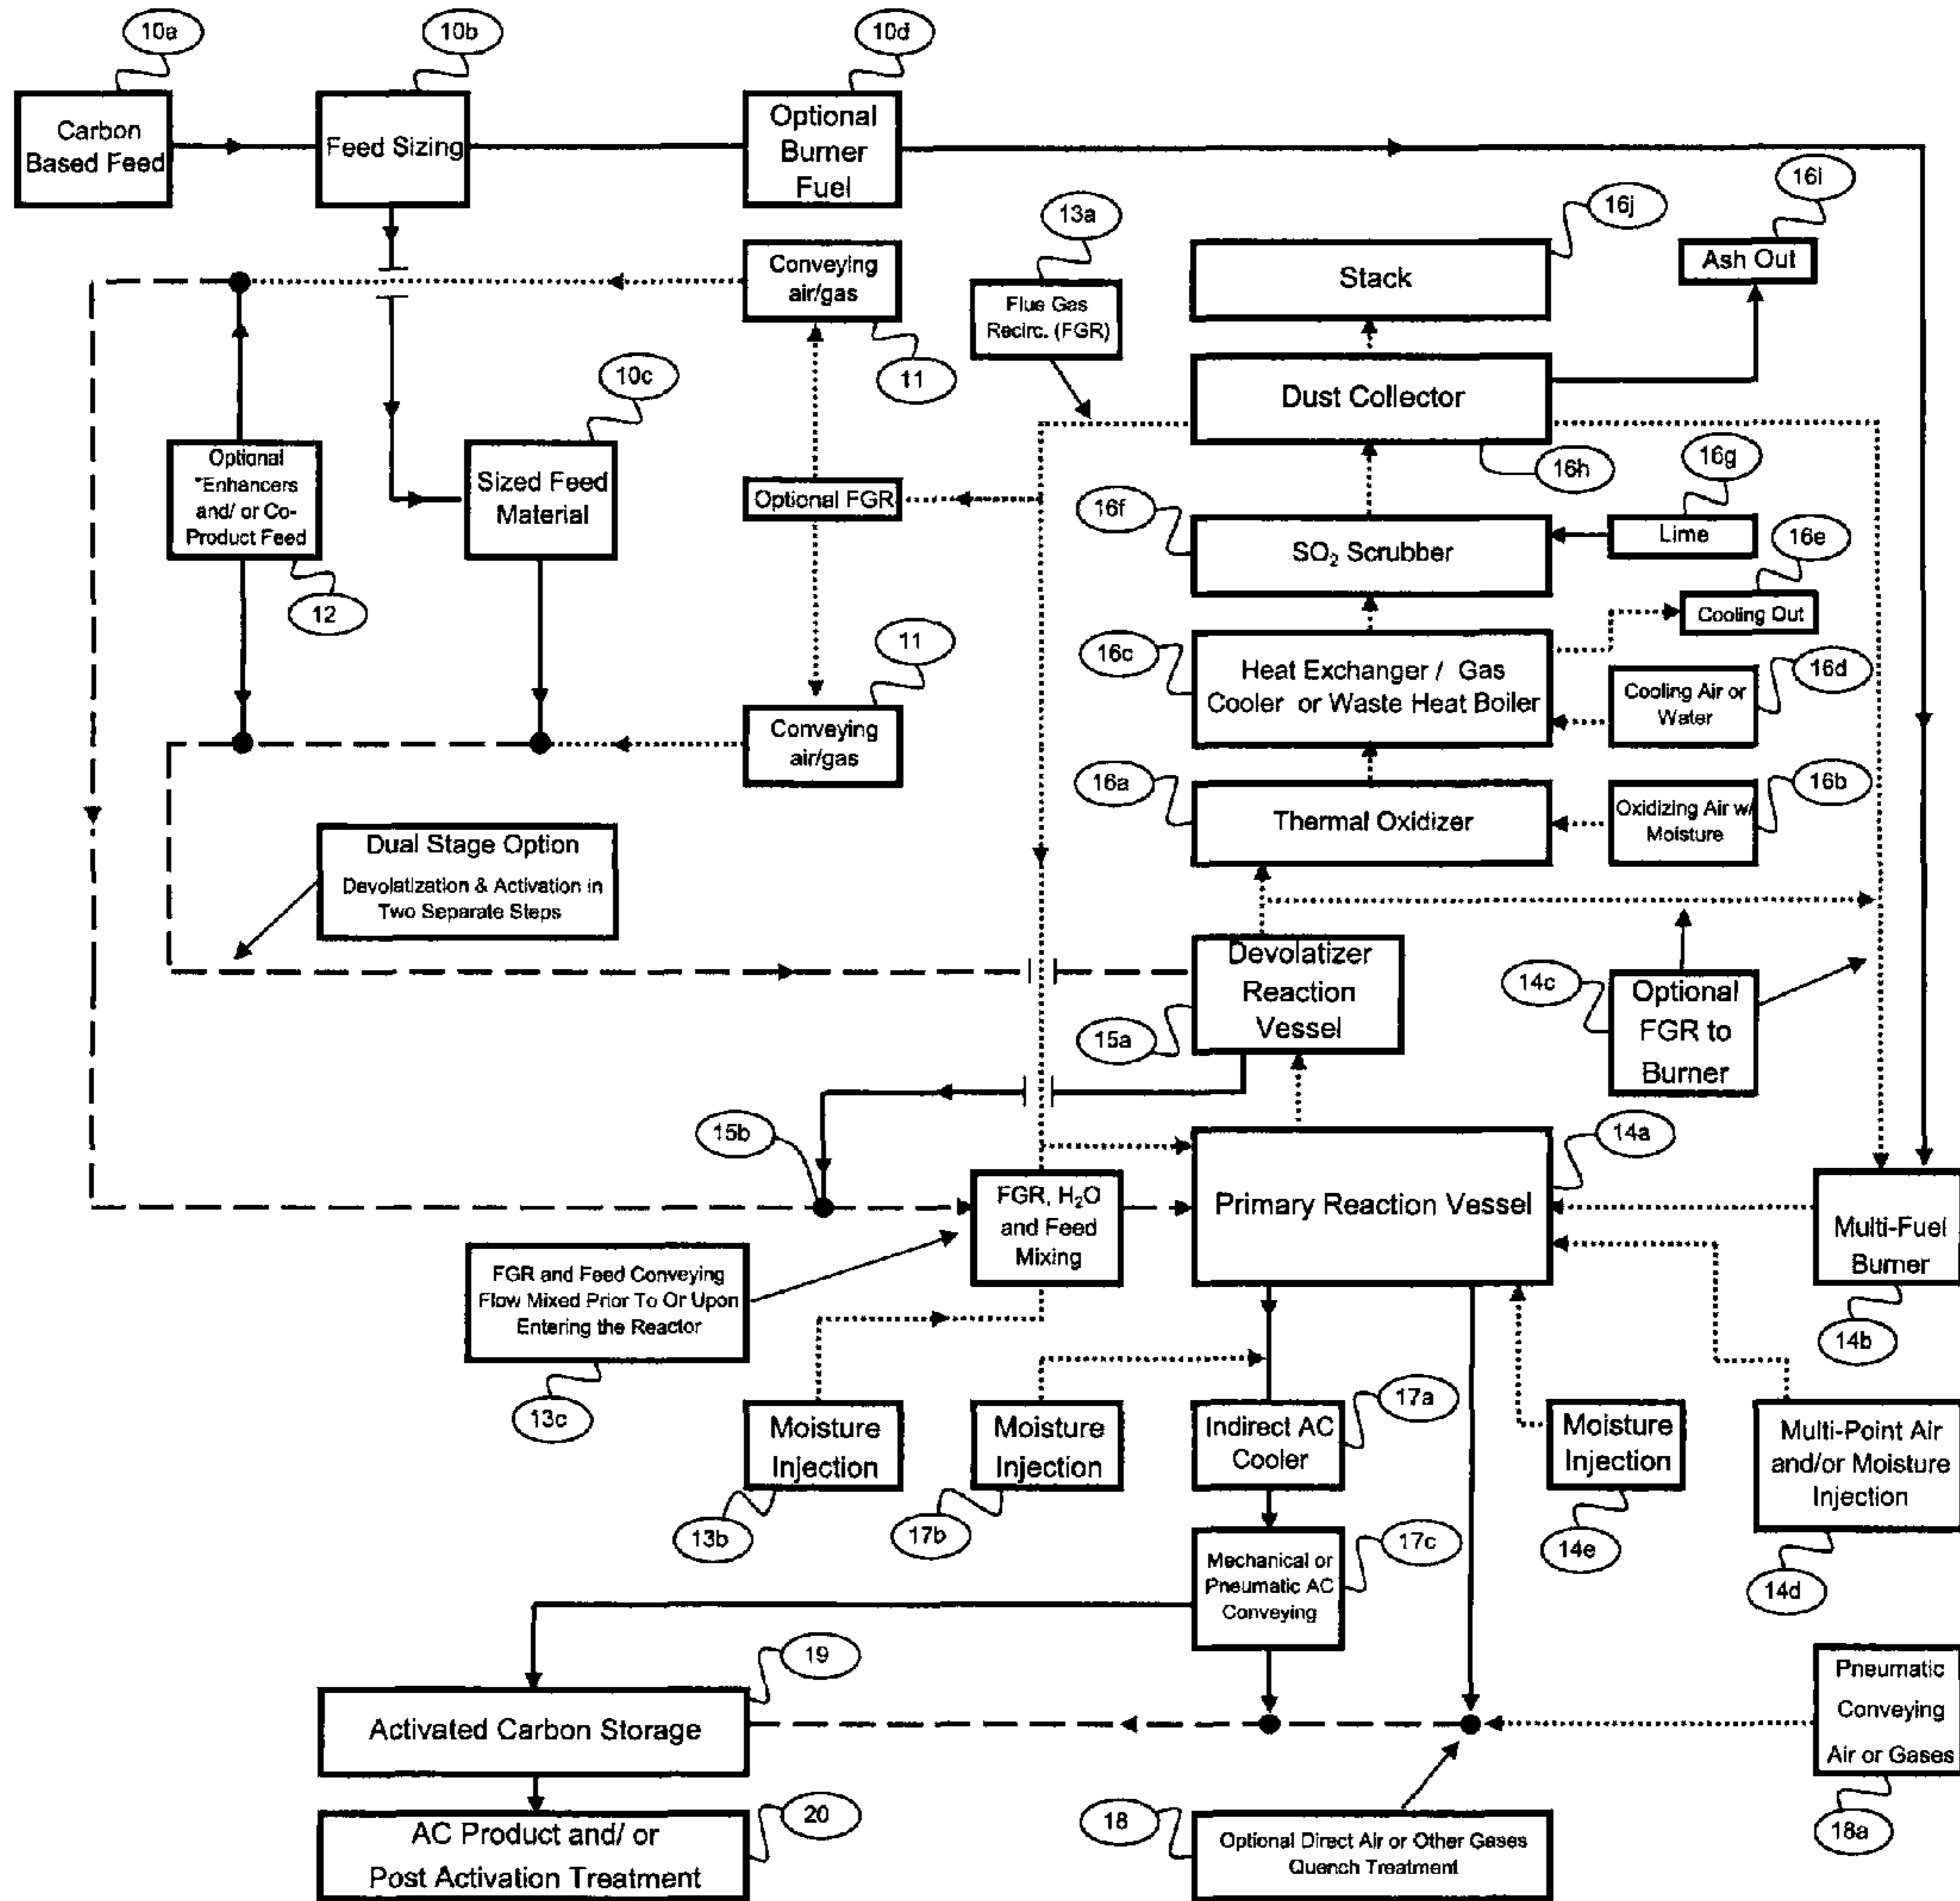 10a
10b
10d
Carbon
Based Feed
Feed Sizing
Optional
Burner
Fuel
16i
13a
16j
Ash Out
Conveying
air/gas
Flue Gas
Recirc. (FGR)
Stack
11
10c
Dust Collector
Optional
"Enhancers
and/ or Co-
Product Feed
Sized Feed
Material
Optional FGR
16h
16g
16f
Lime
SO₂ Scrubber
16e
12
Cooling Out
11
16c
Heat Exchanger / Gas
Cooler or Waste Heat Boiler
16d
Cooling Air or
Water
Conveying
air/gas
16a
16b
Thermal Oxidizer
Oxidizing Air w/
Moisture
Dual Stage Option
Devolatization & Activation in
Two Separate Steps
Devolatizer
Reaction
Vessel
14c
Optional
FGR to
Burner
15a
15b
14a
FGR, H₂O
and Feed
Mixing
Primary Reaction Vessel
Multi-Fuel
Burner
FGR and Feed Conveying
Flow Mixed Prior To Or Upon
Entering the Reactor
14b
13c
17a
Moisture
Injection
Moisture
Injection
Indirect AC
Cooler
Moisture
Injection
Multi-Point Air
and/or Moisture
Injection
13b
17b
17c
14e
14d
Mechanical or
Pneumatic AC
Conveying
19
Pneumatic
Conveying
Air or Gases
Activated Carbon Storage
20
18
18a
AC Product and/ or
Post Activation Treatment
Optional Direct Air or Other Gases
Quench Treatment